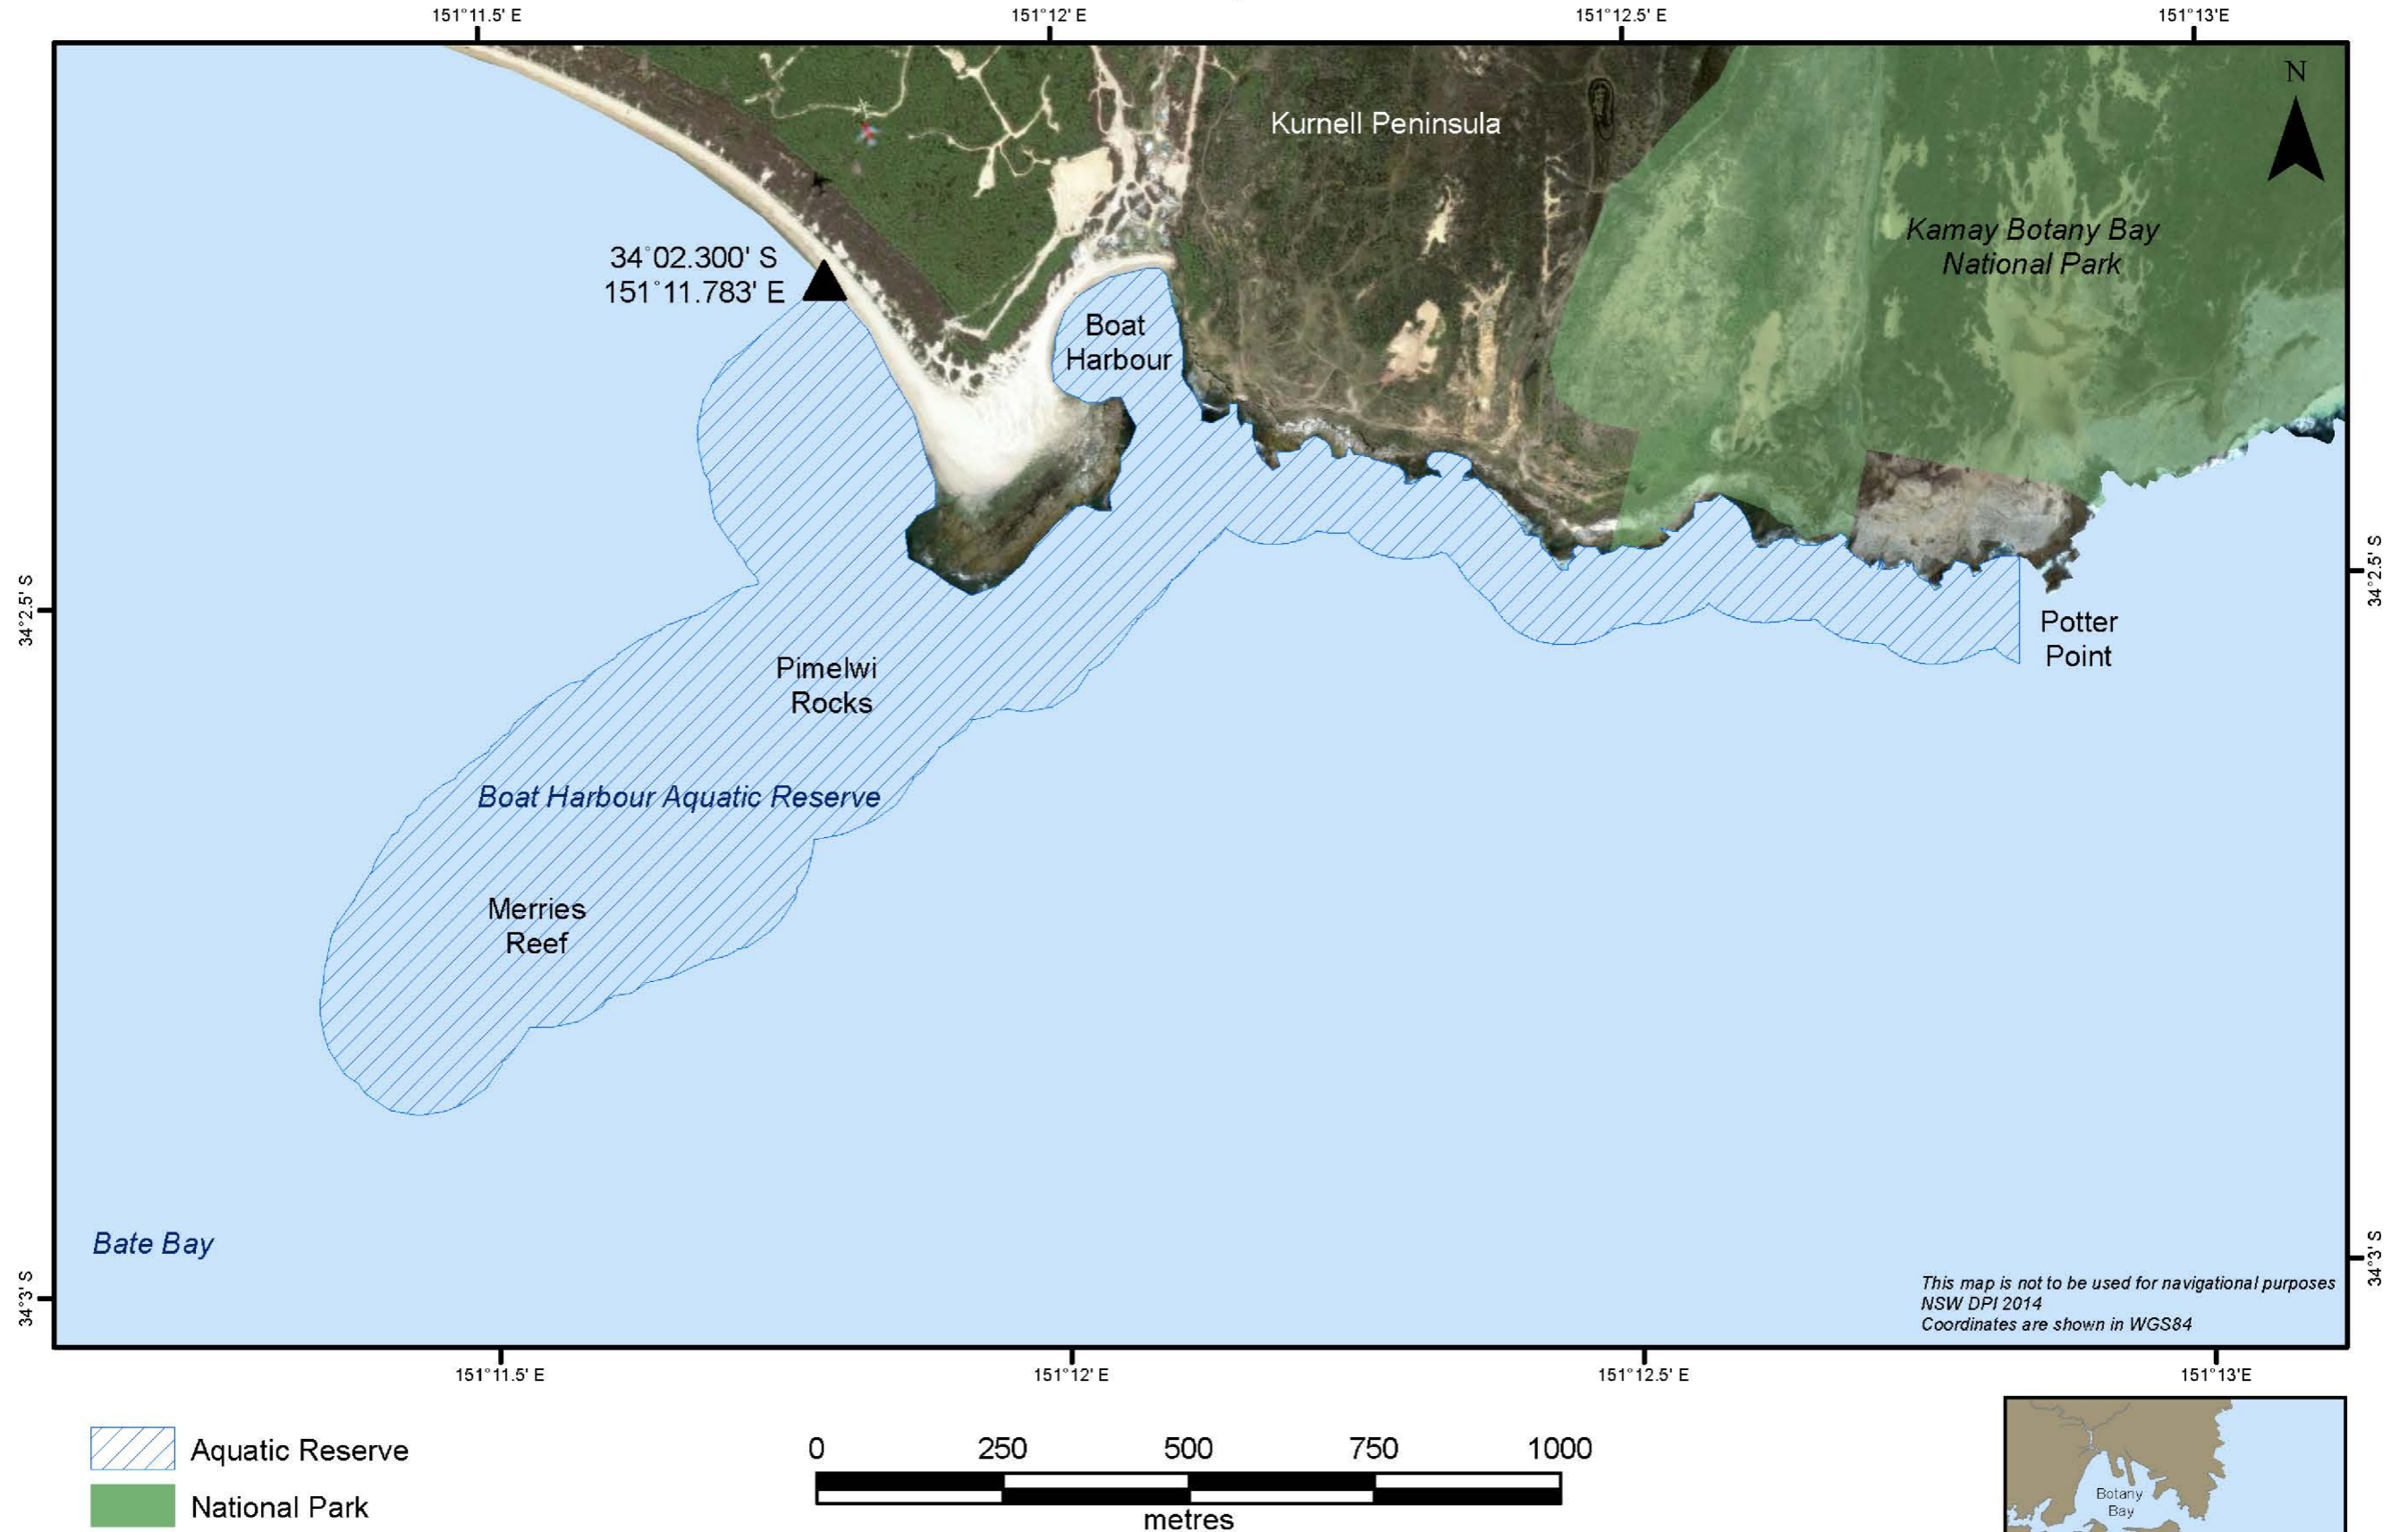 151°11.5' E
151°12' E
151°12.5' E
151°13'E
N
Kurnell Peninsula
Kamay Botany Bay
National Park
34°02.300' S
151°11.783' E
Boat
Harbour
34°2.5' S
34°2.5' S
Potter
Point
Pimelwi
Rocks
Boat Harbour Aquatic Reserve
Merries
Reef
Bate Bay
34°3' S
34°3' S
This map is not to be used for navigational purposes
NSW DPI 2014
Coordinates are shown in WGS84
151°11.5' E
151°12' E
151°12.5' E
151°13'E
Aquatic Reserve
National Park
0 250 500 750 1000
metres
Botany
Bay